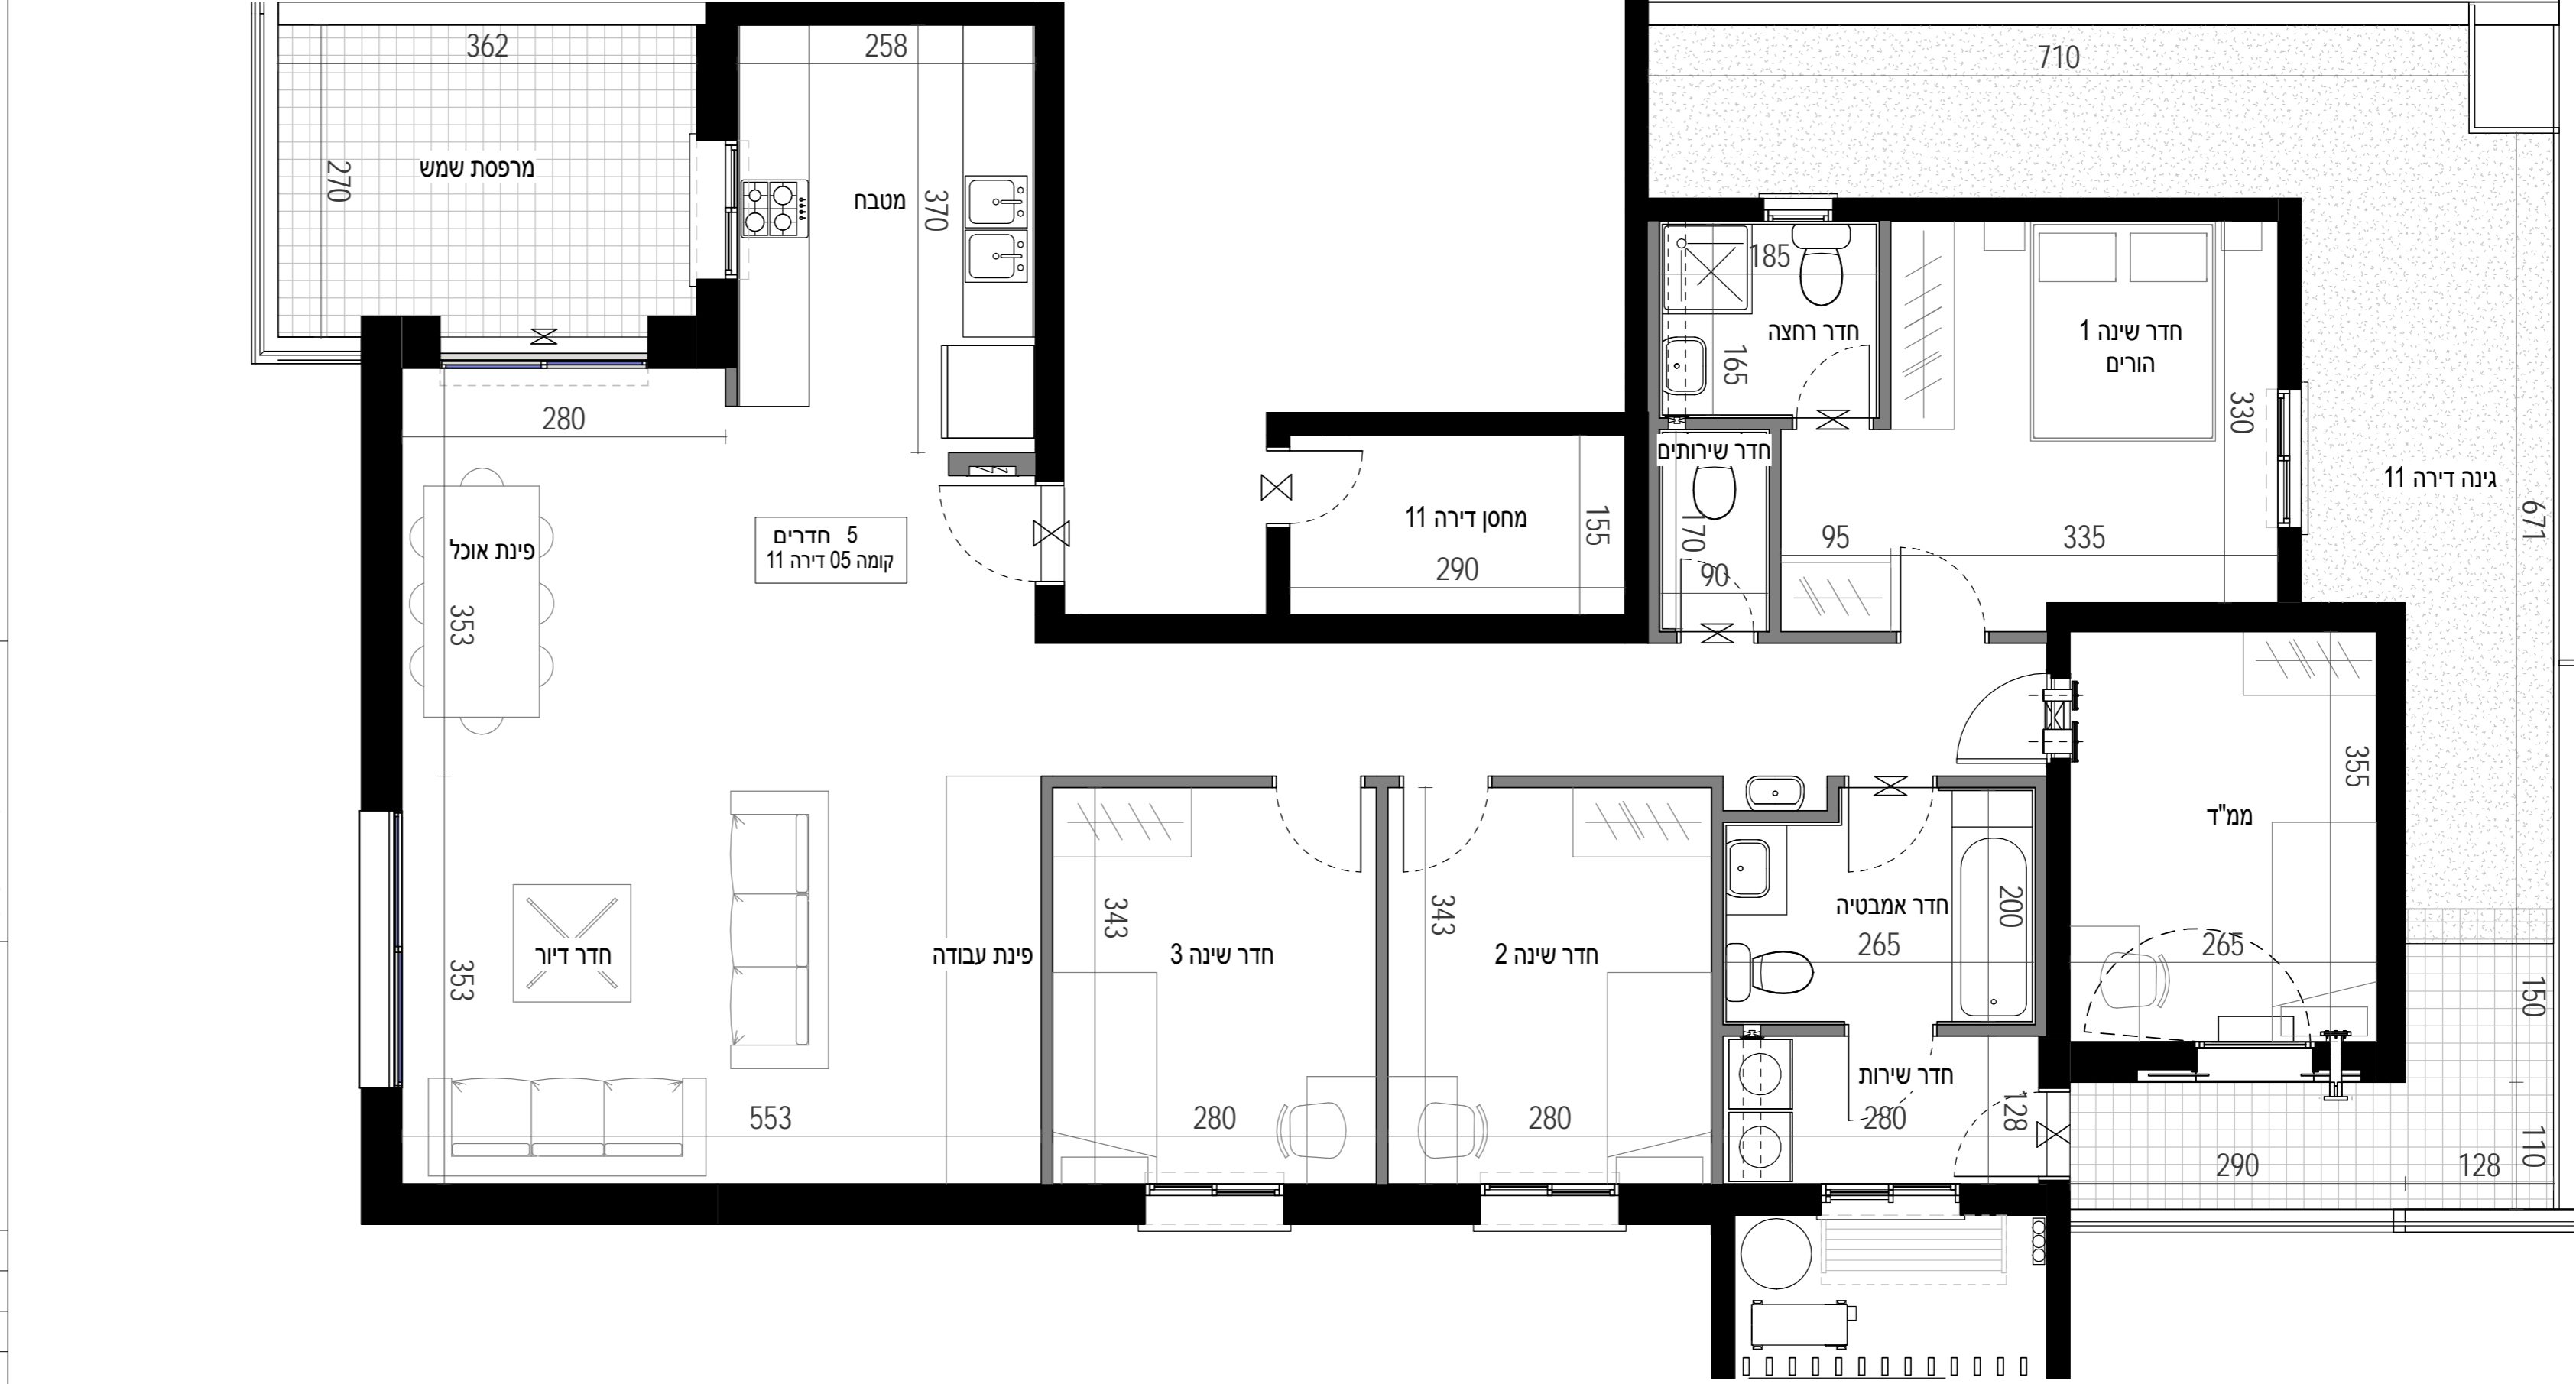 362
258
710
270
מרפסת שמש
מטבח
370
185
חדר רחצה
165
חדר שינה 1
הורים
330
280
חדר שירותים
170
90
גינה דירה 11
671
מחסן דירה 11
155
290
95
335
פינת אוכל
353
5 חדרים
קומה 05 דירה 11
355
ממ"ד
265
חדר דיור
353
פינת עבודה
343
חדר שינה 3
343
חדר שינה 2
חדר אמבטיה
200
265
150
חדר שירות
553
280
280
280
128
110
290
128